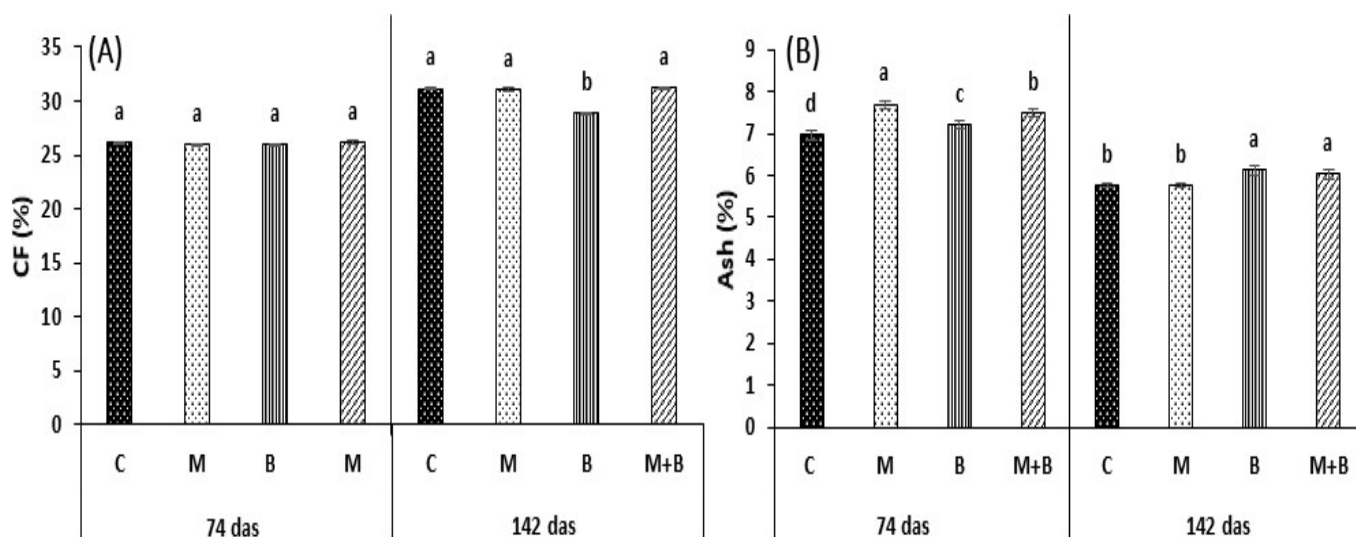 (A)
CF (%)
35
30
25
20
15
10
5
0
a a a a a a b a
C M B M C M B M+B
74 das 142 das
(B)
Ash (%)
9
8
7
6
5
4
3
2
1
0
d a c b b b a a
C M B M+B C M B M+B
74 das 142 das